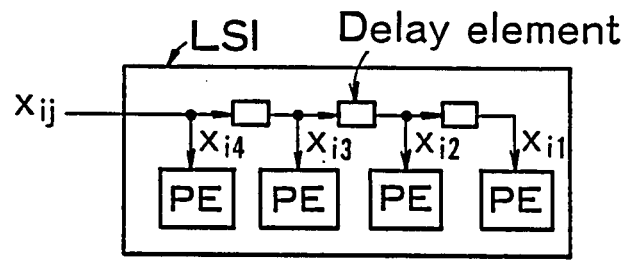 LSI
Delay element
Xij
Xi4
Xi3
Xi2
Xi1
PE
PE
PE
PE